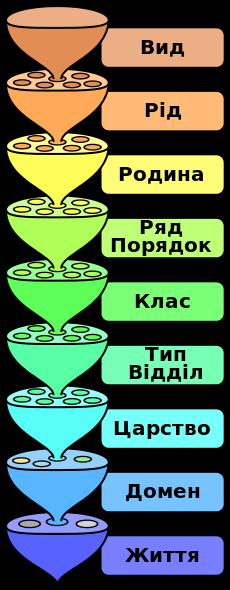 Вид
Рід
Родина
Ряд
Порядок
Клас
Тип
Відділ
Царство
Домен
Життя